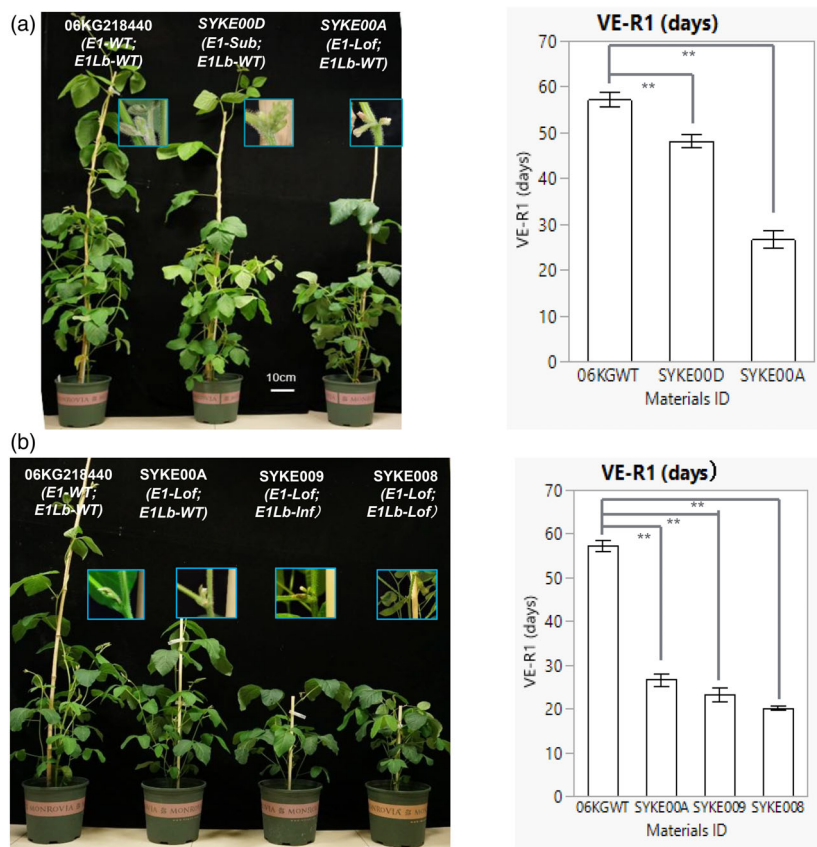 (a)
06KG218440
(E1-WT;
E1Lb-WT)
SYKE00D
(E1-Sub;
E1Lb-WT)
SYKE00A
(E1-Lof;
E1Lb-WT)
10cm
VE-R1 (days)
VE-R1 (days)
70
60
50
40
30
20
10
0
**
**
06KGWT SYKE00D SYKE00A
Materials ID
(b)
06KG218440
(E1-WT;
E1Lb-WT)
SYKE00A
(E1-Lof;
E1Lb-WT)
SYKE009
(E1-Lof;
E1Lb-Inf）
SYKE008
(E1-Lof;
E1Lb-Lof）
VE-R1 (days）
VE-R1 (days)
70
60
50
40
30
20
10
0
**
**
**
06KGWT SYKE00A SYKE009 SYKE008
Materials ID